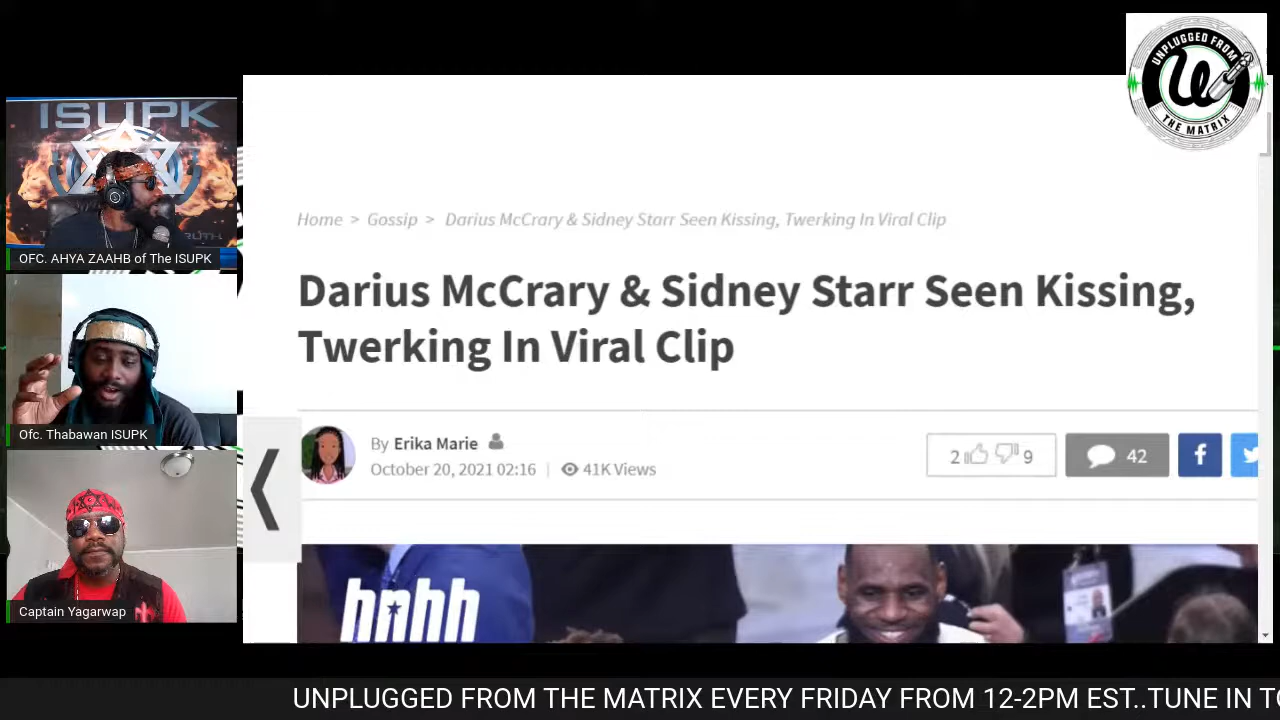 UNPLUGGED FROM
THE MATRIX
ISUPK
OFC. AHYA ZAAHB of The ISUPK
Ofc. Thabawan ISUPK
Captain Yagarwap
Home > Gossip > Darius McCrary & Sidney Starr Seen Kissing, Twerking In Viral Clip
Darius McCrary & Sidney Starr Seen Kissing,
Twerking In Viral Clip
By Erika Marie
October 20, 2021 02:16 | 41K Views
2 9 42
hnhh
UNPLUGGED FROM THE MATRIX EVERY FRIDAY FROM 12-2PM EST..TUNE IN TO